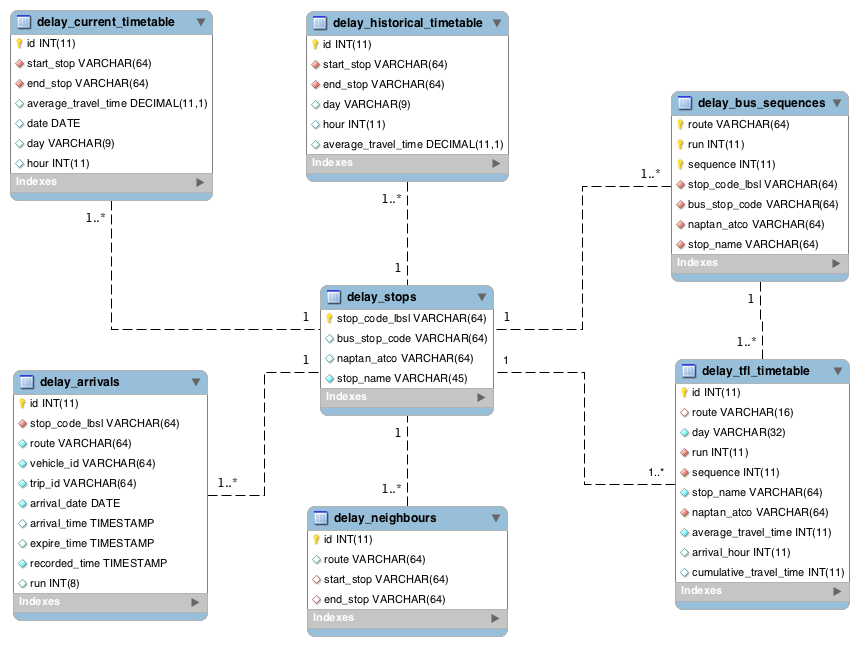 delay_current_timetable
id INT(11)
start_stop VARCHAR(64)
end_stop VARCHAR(64)
average_travel_time DECIMAL(11,1)
date DATE
day VARCHAR(9)
hour INT(11)
Indexes
1..*
delay_historical_timetable
id INT(11)
start_stop VARCHAR(64)
end_stop VARCHAR(64)
day VARCHAR(9)
hour INT(11)
average_travel_time DECIMAL(11,1)
Indexes
1..*
1
delay_bus_sequences
route VARCHAR(64)
run INT(11)
sequence INT(11)
stop_code_lbsl VARCHAR(64)
bus_stop_code VARCHAR(64)
naptan_atco VARCHAR(64)
stop_name VARCHAR(64)
Indexes
1..*
1
1..*
delay_stops
stop_code_lbsl VARCHAR(64)
bus_stop_code VARCHAR(64)
naptan_atco VARCHAR(64)
stop_name VARCHAR(45)
Indexes
1
1
1
1
1
1..*
1..*
1..*
delay_arrivals
id INT(11)
stop_code_lbsl VARCHAR(64)
route VARCHAR(64)
vehicle_id VARCHAR(64)
trip_id VARCHAR(64)
arrival_date DATE
arrival_time TIMESTAMP
expire_time TIMESTAMP
recorded_time TIMESTAMP
run INT(8)
Indexes
delay_neighbours
id INT(11)
route VARCHAR(64)
start_stop VARCHAR(64)
end_stop VARCHAR(64)
Indexes
delay_tfl_timetable
id INT(11)
route VARCHAR(16)
day VARCHAR(32)
run INT(11)
sequence INT(11)
stop_name VARCHAR(64)
naptan_atco VARCHAR(64)
average_travel_time INT(11)
arrival_hour INT(11)
cumulative_travel_time INT(11)
Indexes